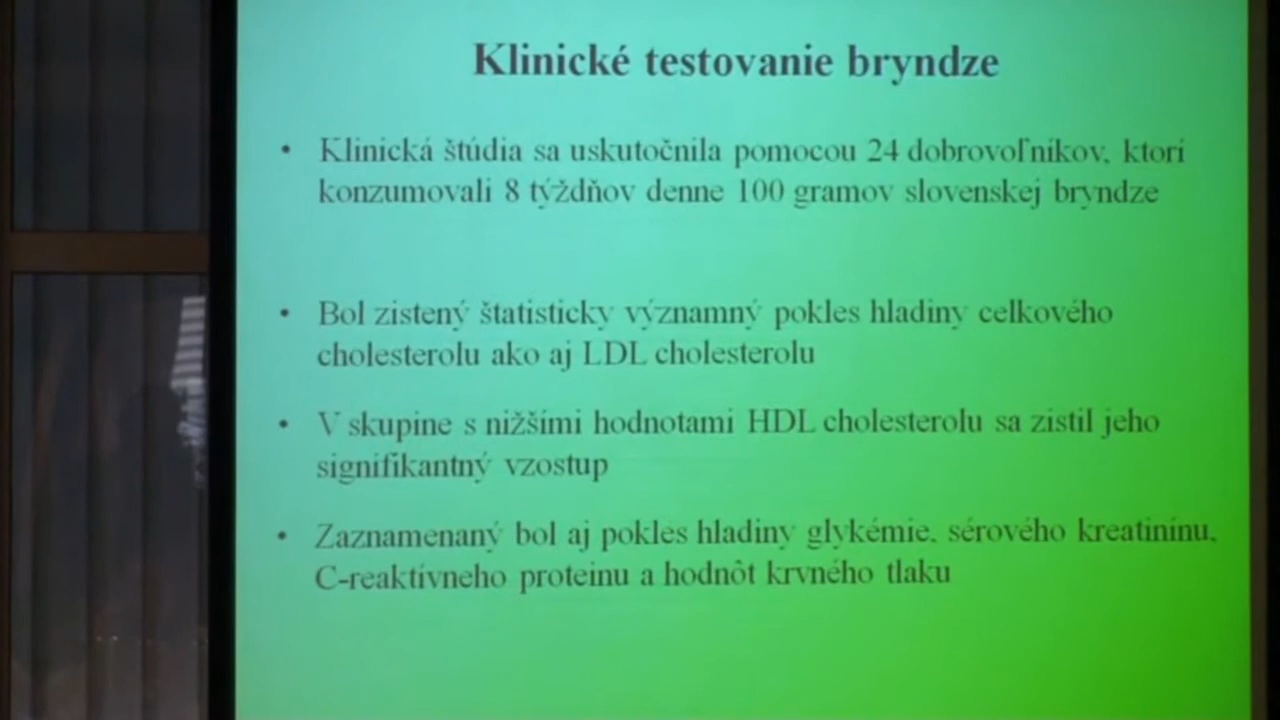 Klinické testovanie bryndze
• Klinická štúdia sa uskutočnila pomocou 24 dobrovoľníkov, ktorí
konzumovali 8 týždňov denne 100 gramov slovenskej bryndze
• Bol zistený štatisticky významný pokles hladiny celkového
cholesterolu ako aj LDL cholesterolu
• V skupine s nižšími hodnotami HDL cholesterolu sa zistil jeho
signifikantný vzostup
• Zaznamenaný bol aj pokles hladiny glykémie, sérového kreatinínu,
C-reaktívneho proteinu a hodnôt krvného tlaku